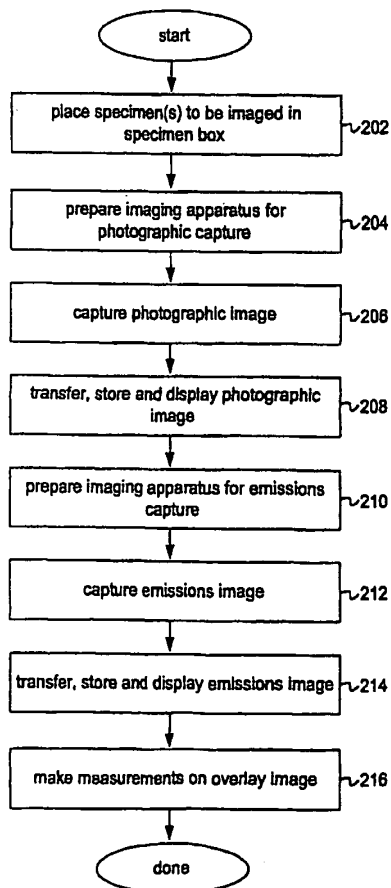 start
place specimen(s) to be imaged in
specimen box
202
prepare imaging apparatus for
photographic capture
204
capture photographic image
206
transfer, store and display photographic
image
208
prepare imaging apparatus for emissions
capture
210
capture emissions image
212
transfer, store and display emissions image
214
make measurements on overlay image
216
done